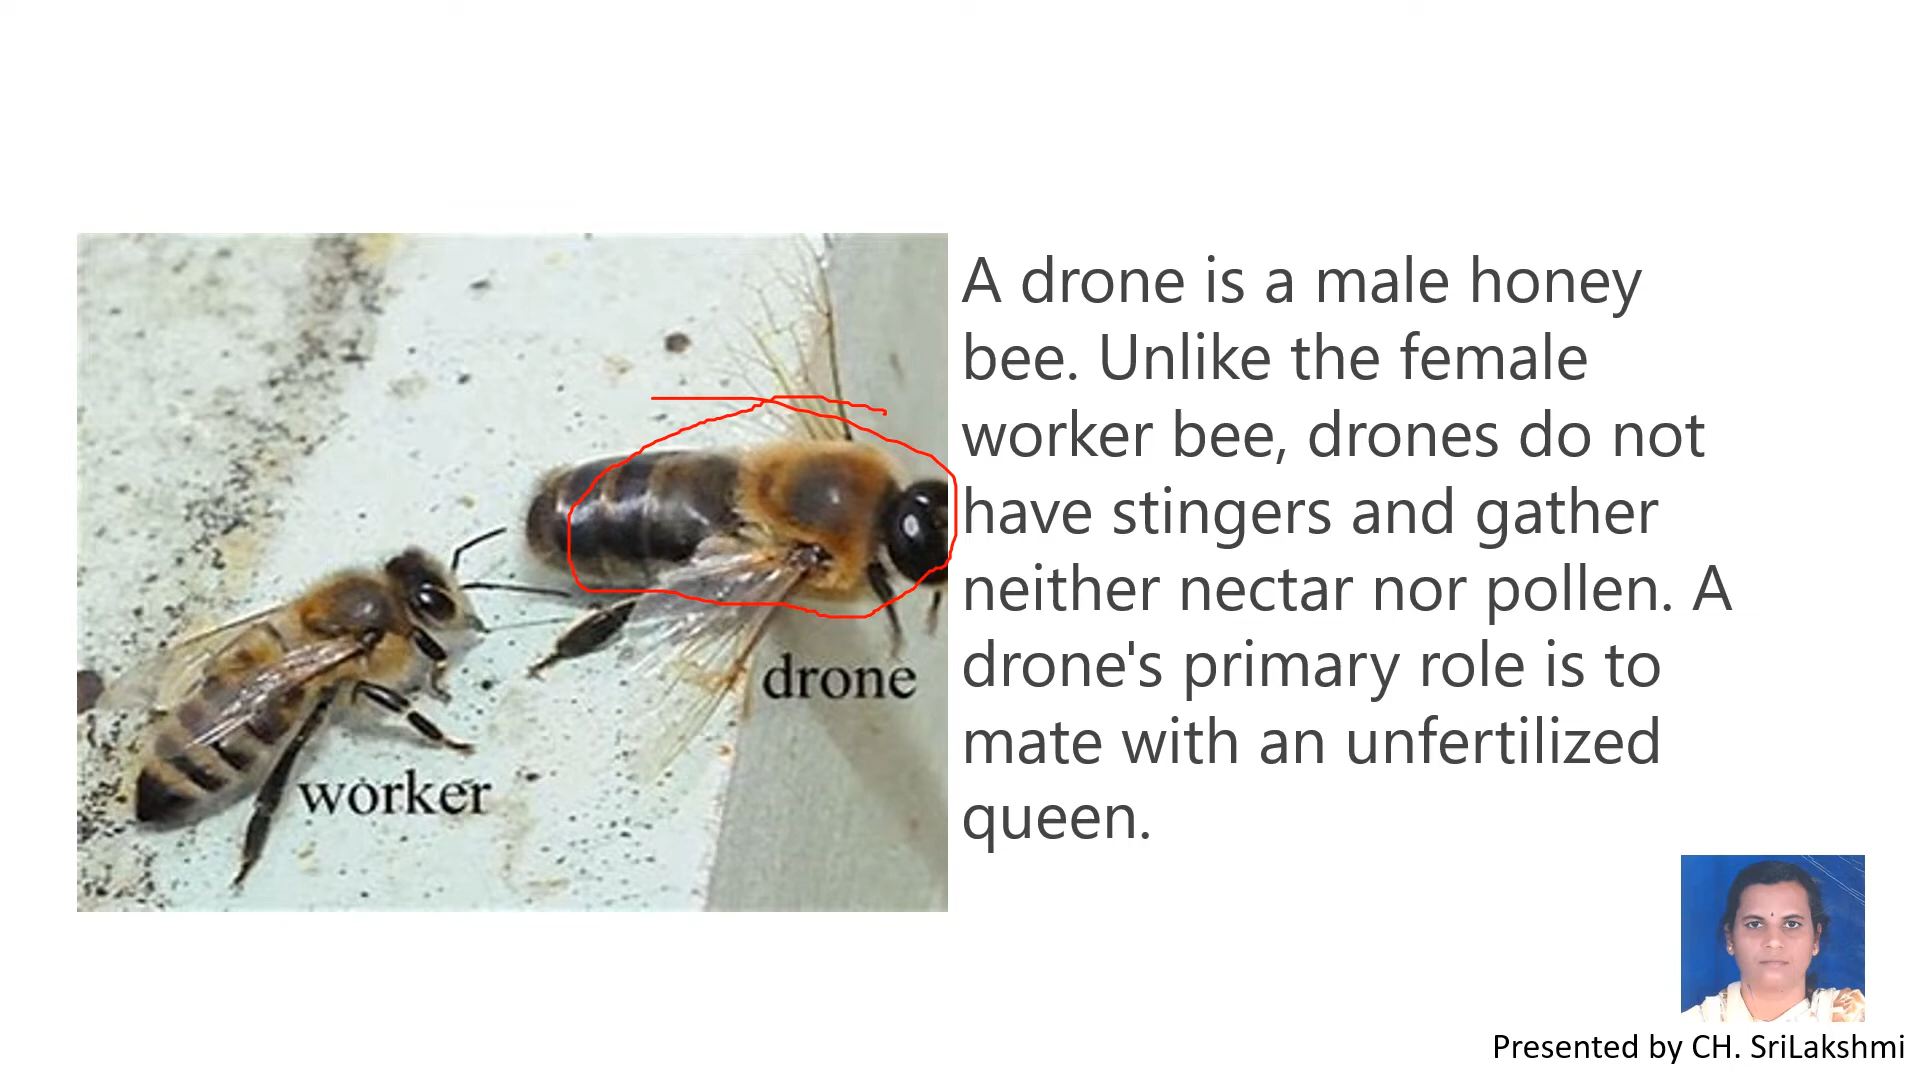 A drone is a male honey
bee. Unlike the female
worker bee, drones do not
have stingers and gather
neither nectar nor pollen. A
drone's primary role is to
mate with an unfertilized
queen.
drone
worker
Presented by CH. SriLakshmi